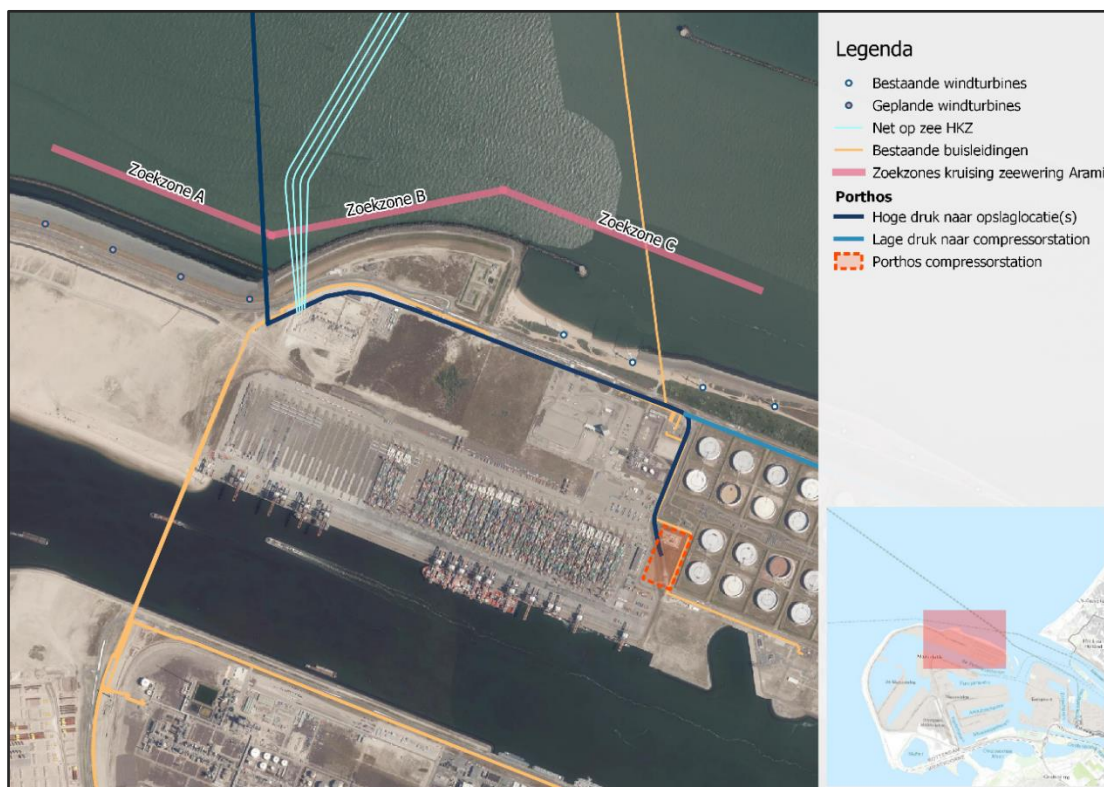 Zoekzone A
Zoekzone B
Zoekzone C
Legenda
Bestaande windturbines
Geplande windturbines
Net op zee HKZ
Bestaande buisleidingen
Zoekzones kruising zeewering Arami
Porthos
Hoge druk naar opslaglocatie(s)
Lage druk naar compressorstation
Porthos compressorstation